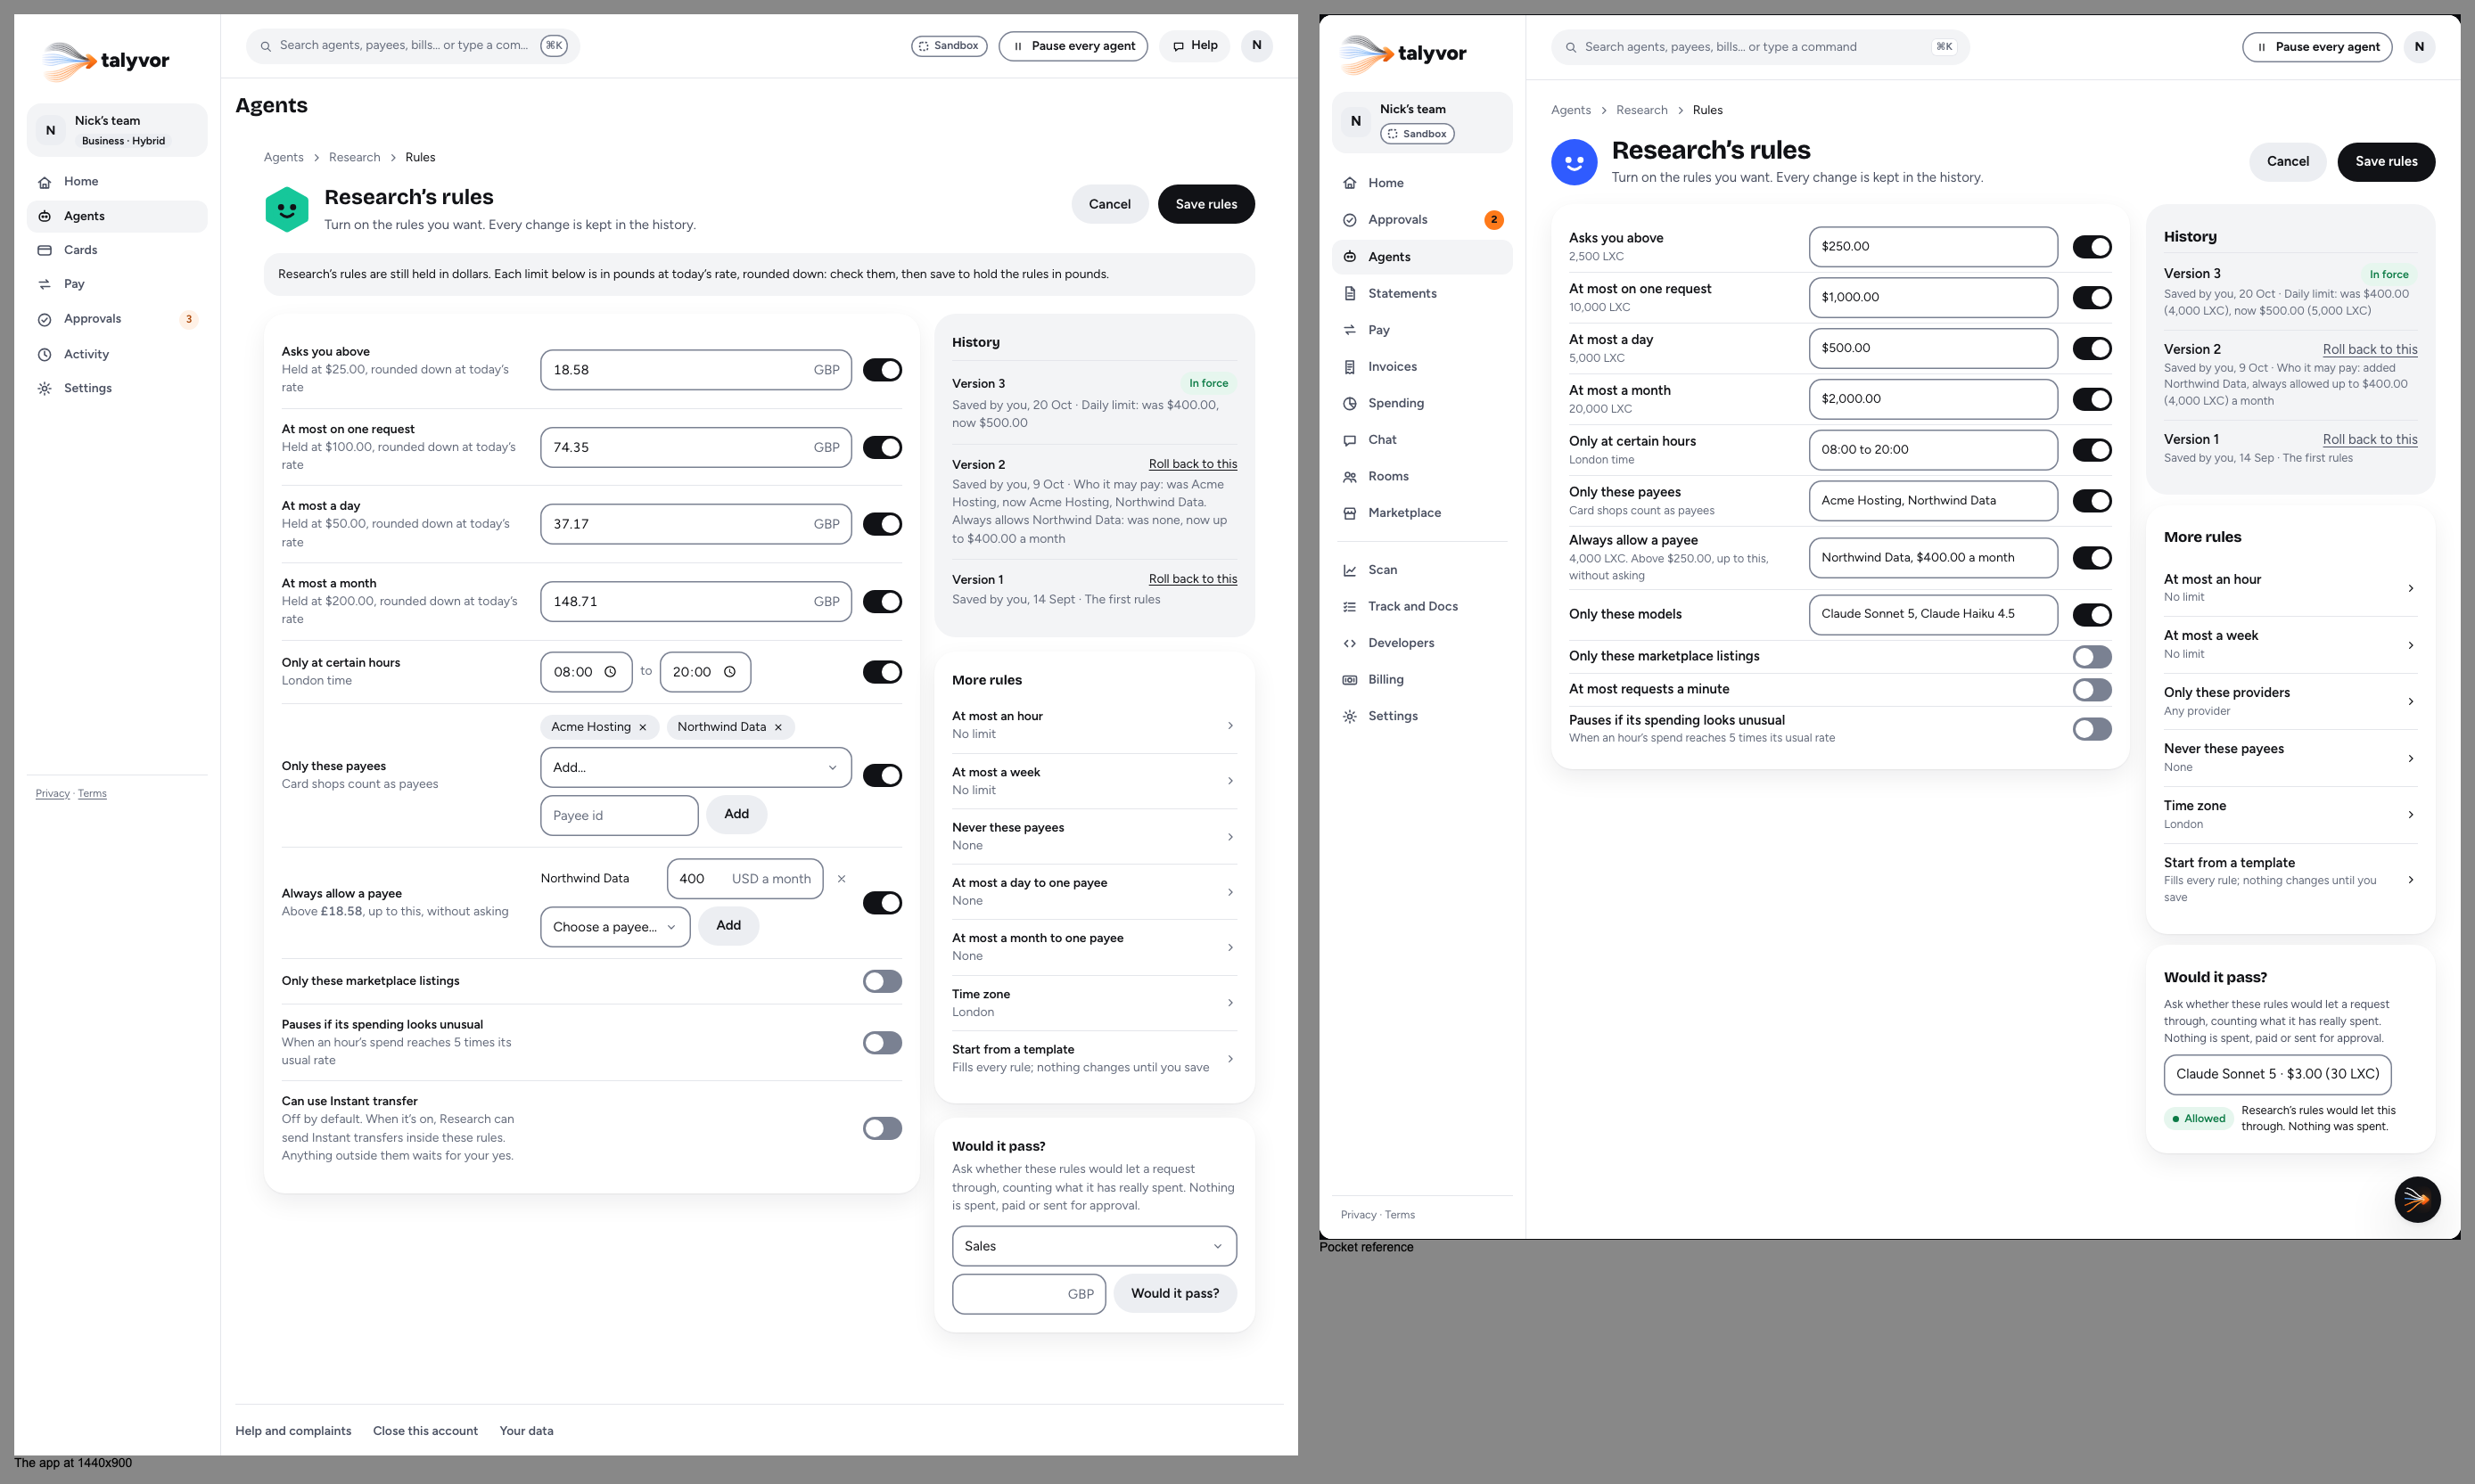 talyvor
Search agents, payees, bills... or type a com...
⌘K
Sandbox
Pause every agent
Help
N
N
Nick's team
Business · Hybrid
Home
Agents
Cards
Pay
Approvals
3
Activity
Settings
Privacy · Terms
Agents
Agents > Research > Rules
Research's rules
Turn on the rules you want. Every change is kept in the history.
Cancel
Save rules
Research's rules are still held in dollars. Each limit below is in pounds at today's rate, rounded down: check them, then save to hold the rules in pounds.
Asks you above
Held at $25.00, rounded down at today's
rate
18.58
GBP
At most on one request
Held at $100.00, rounded down at today's
rate
74.35
GBP
At most a day
Held at $50.00, rounded down at today's
rate
37.17
GBP
At most a month
Held at $200.00, rounded down at today's
rate
148.71
GBP
Only at certain hours
London time
08:00
to
20:00
Only these payees
Card shops count as payees
Acme Hosting ×
Northwind Data ×
Add...
Payee id
Add
Always allow a payee
Above £18.58, up to this, without asking
Northwind Data
400
USD a month
×
Choose a payee...
Add
Only these marketplace listings
Pauses if its spending looks unusual
When an hour's spend reaches 5 times its
usual rate
Can use Instant transfer
Off by default. When it's on, Research can
send Instant transfers inside these rules.
Anything outside them waits for your yes.
History
Version 3
In force
Saved by you, 20 Oct · Daily limit: was $400.00,
now $500.00
Version 2
Roll back to this
Saved by you, 9 Oct · Who it may pay: was Acme
Hosting, now Acme Hosting, Northwind Data.
Always allows Northwind Data: was none, now up
to $400.00 a month
Version 1
Roll back to this
Saved by you, 14 Sept · The first rules
More rules
At most an hour
No limit
At most a week
No limit
Never these payees
None
At most a day to one payee
None
At most a month to one payee
None
Time zone
London
Start from a template
Fills every rule; nothing changes until you save
Would it pass?
Ask whether these rules would let a request
through, counting what it has really spent. Nothing
is spent, paid or sent for approval.
Sales
GBP
Would it pass?
Help and complaints
Close this account
Your data
The app at 1440x900
talyvor
Search agents, payees, bills... or type a command
⌘K
Pause every agent
N
N
Nick's team
Sandbox
Home
Approvals
2
Agents
Statements
Pay
Invoices
Spending
Chat
Rooms
Marketplace
Scan
Track and Docs
Developers
Billing
Settings
Privacy · Terms
Agents > Research > Rules
Research's rules
Turn on the rules you want. Every change is kept in the history.
Cancel
Save rules
Asks you above
2,500 LXC
$250.00
At most on one request
10,000 LXC
$1,000.00
At most a day
5,000 LXC
$500.00
At most a month
20,000 LXC
$2,000.00
Only at certain hours
London time
08:00 to 20:00
Only these payees
Card shops count as payees
Acme Hosting, Northwind Data
Always allow a payee
4,000 LXC. Above $250.00, up to this,
without asking
Northwind Data, $400.00 a month
Only these models
Claude Sonnet 5, Claude Haiku 4.5
Only these marketplace listings
At most requests a minute
Pauses if its spending looks unusual
When an hour's spend reaches 5 times its usual rate
History
Version 3
In force
Saved by you, 20 Oct · Daily limit: was $400.00
(4,000 LXC), now $500.00 (5,000 LXC)
Version 2
Roll back to this
Saved by you, 9 Oct · Who it may pay: added
Northwind Data, always allowed up to $400.00
(4,000 LXC) a month
Version 1
Roll back to this
Saved by you, 14 Sep · The first rules
More rules
At most an hour
No limit
At most a week
No limit
Only these providers
Any provider
Never these payees
None
Time zone
London
Start from a template
Fills every rule; nothing changes until you
save
Would it pass?
Ask whether these rules would let a request
through, counting what it has really spent.
Nothing is spent, paid or sent for approval.
Claude Sonnet 5 · $3.00 (30 LXC)
Allowed
Research's rules would let this
through. Nothing was spent.
Pocket reference